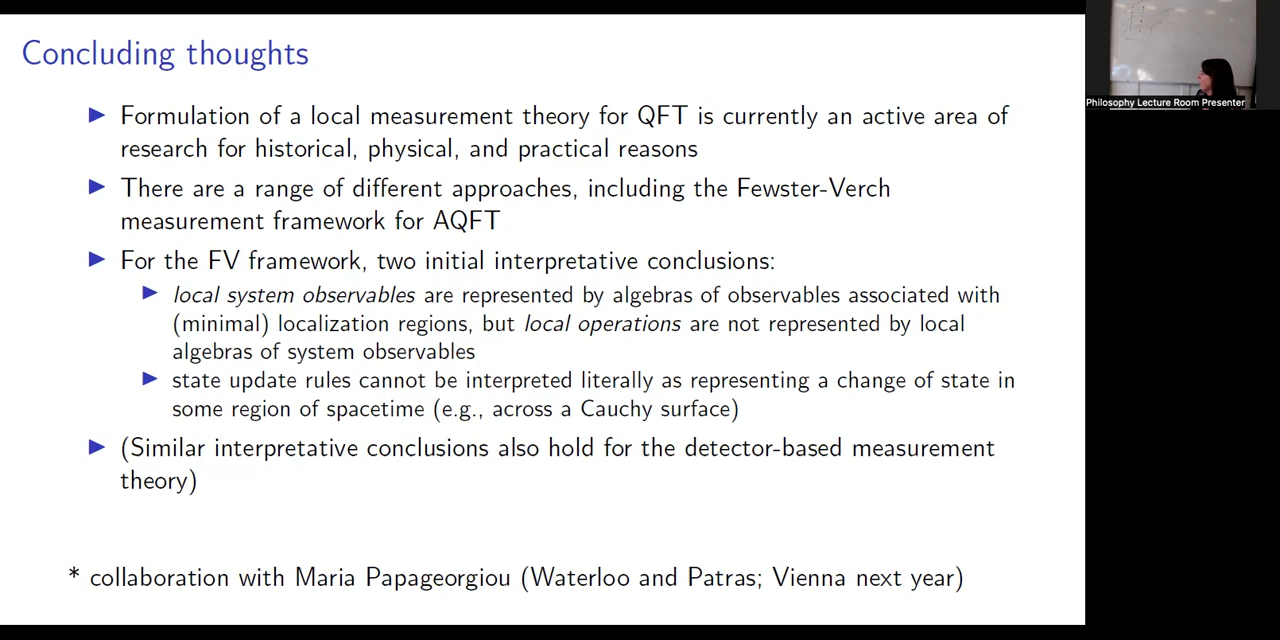 Concluding thoughts
▶ Formulation of a local measurement theory for QFT is currently an active area of
research for historical, physical, and practical reasons
▶ There are a range of different approaches, including the Fewster-Verch
measurement framework for AQFT
▶ For the FV framework, two initial interpretative conclusions:
▶ local system observables are represented by algebras of observables associated with
(minimal) localization regions, but local operations are not represented by local
algebras of system observables
▶ state update rules cannot be interpreted literally as representing a change of state in
some region of spacetime (e.g., across a Cauchy surface)
▶ (Similar interpretative conclusions also hold for the detector-based measurement
theory)
* collaboration with Maria Papageorgiou (Waterloo and Patras; Vienna next year)
Philosophy Lecture Room Presenter